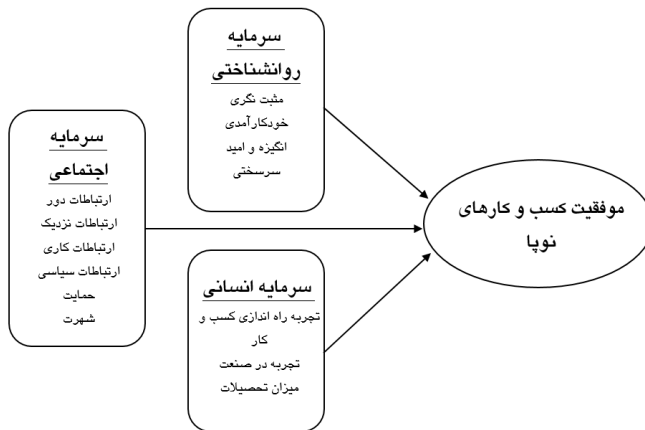 سرمایه
روانشناختی
مثبت نگری
خودکارآمدی
انگیزه و امید
سرسختی
سرمایه
اجتماعی
ارتباطات دور
ارتباطات نزدیک
ارتباطات کاری
ارتباطات سیاسی
حمایت
شهرت
موفقیت کسب و کارهای
نوپا
سرمایه انسانی
تجربه راه اندازی کسب و
کار
تجربه در صنعت
میزان تحصیلات